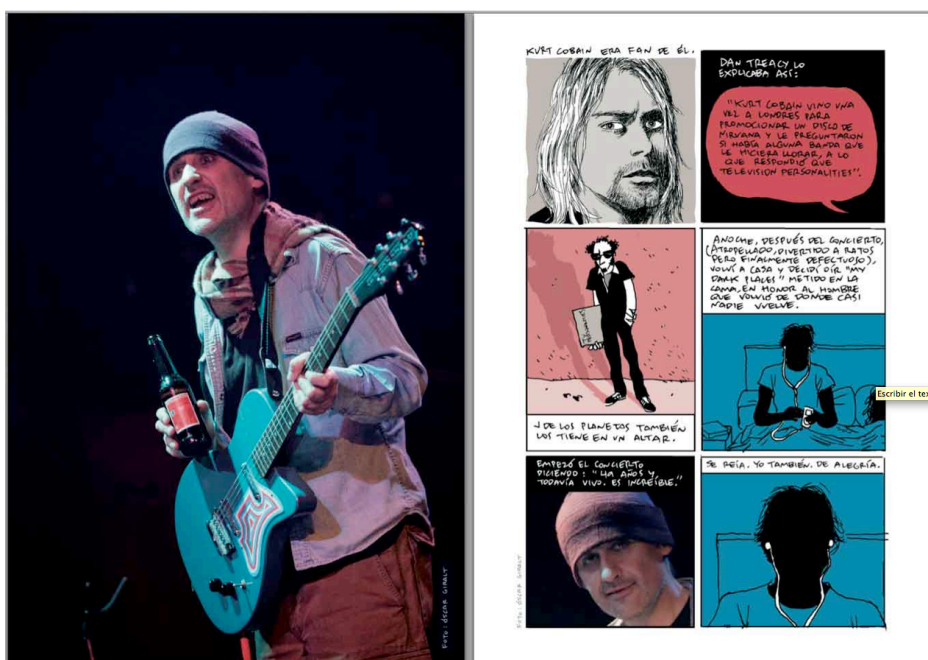 FOTO: ÓSCAR GIRALT
KURT COBAIN ERA FAN DE ÉL.
DAN TREACY LO
EXPLICABA ASÍ:
"KURT COBAIN VINO UNA
VEZ A LONDRES PARA
PROMOCIONAR UN DISCO DE
NIRVANA Y LE PREGUNTARON
SI HABÍA ALGUNA BANDA QUE
LE HICIERA LLORAR, A LO
QUE RESPONDIÓ QUE
TELEVISION PERSONALITIES".
J DE LOS PLANETAS TAMBIÉN
LOS TIENE EN UN ALTAR.
ANOCHE, DESPUÉS DEL CONCIERTO,
(ATROPELLADO, DIVERTIDO A RATOS
PERO FINALMENTE DEFECTUOSO),
VOLVÍ A CASA Y DECIDÍ OÍR "MY
DARK PLACES" METIDO EN LA
CAMA, EN HONOR AL HOMBRE
QUE VOLVIÓ DE DONDE CASI
NADIE VUELVE.
Escribir el tex
EMPEZÓ EL CONCIERTO
DICIENDO: "49 AÑOS Y
TODAVÍA VIVO. ES INCREÍBLE."
FOTO: ÓSCAR GIRALT
SE REÍA. YO TAMBIÉN. DE ALEGRÍA.